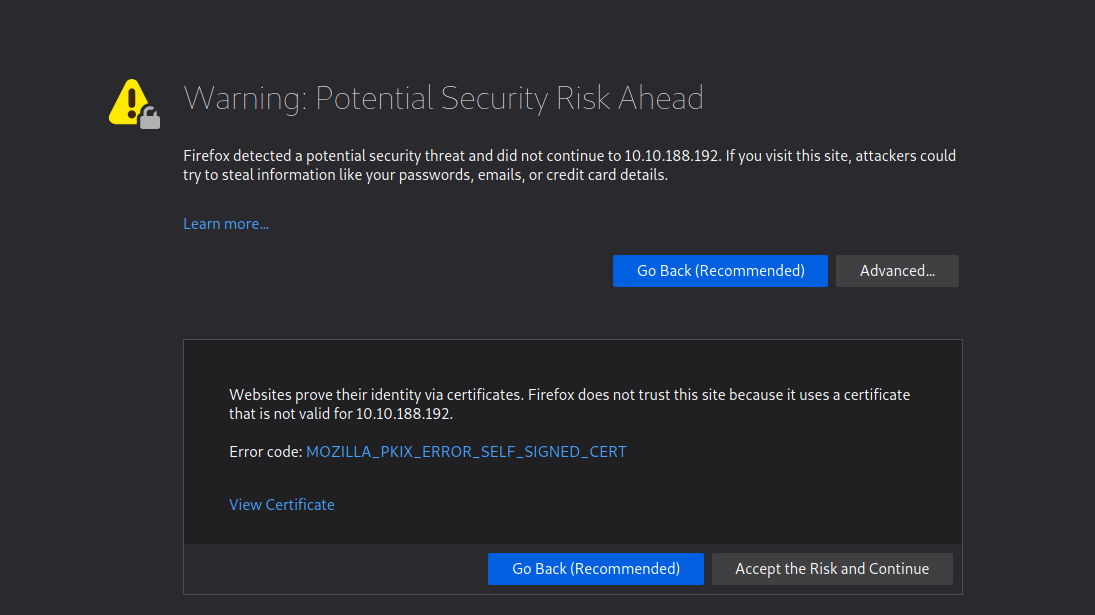 Warning: Potential Security Risk Ahead
Firefox detected a potential security threat and did not continue to 10.10.188.192. If you visit this site, attackers could
try to steal information like your passwords, emails, or credit card details.
Learn more...
Go Back (Recommended)
Advanced...
Websites prove their identity via certificates. Firefox does not trust this site because it uses a certificate
that is not valid for 10.10.188.192.
Error code: MOZILLA_PKIX_ERROR_SELF_SIGNED_CERT
View Certificate
Go Back (Recommended)
Accept the Risk and Continue